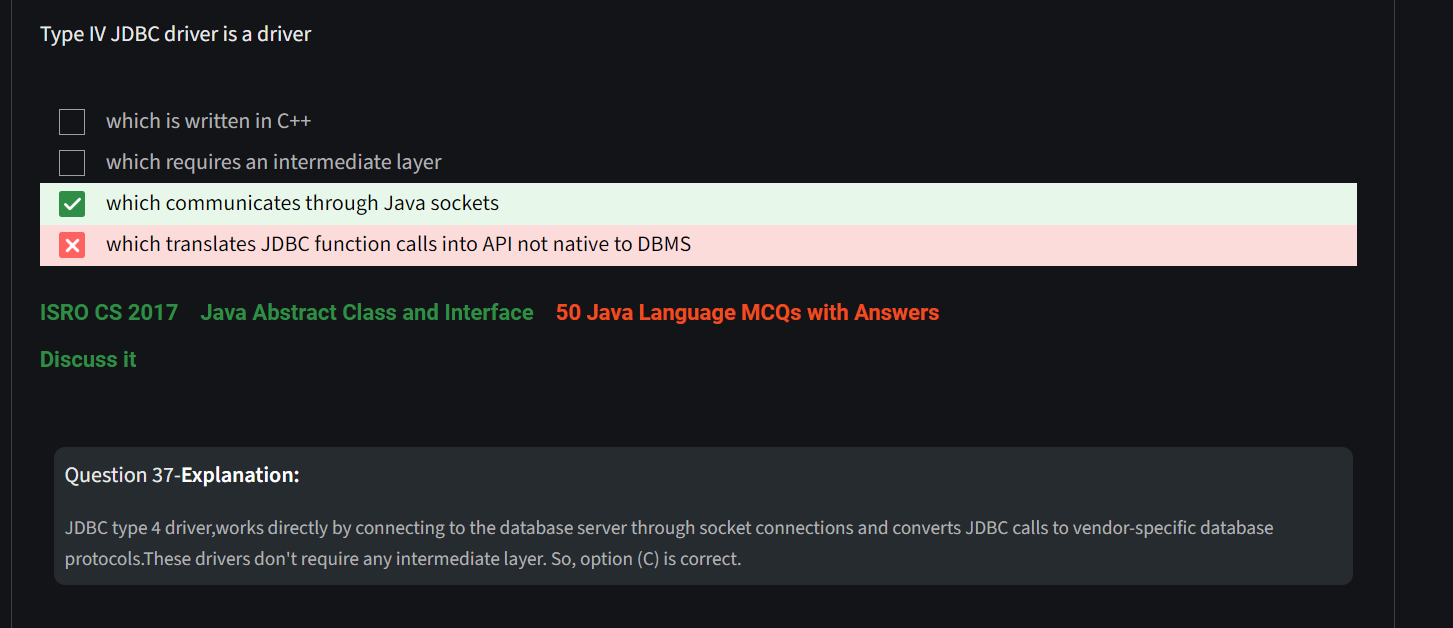 Type IV JDBC driver is a driver
which is written in C++
which requires an intermediate layer
which communicates through Java sockets
which translates JDBC function calls into API not native to DBMS
ISRO CS 2017 Java Abstract Class and Interface 50 Java Language MCQs with Answers
Discuss it
Question 37-Explanation:
JDBC type 4 driver,works directly by connecting to the database server through socket connections and converts JDBC calls to vendor-specific database
protocols.These drivers don't require any intermediate layer. So, option (C) is correct.